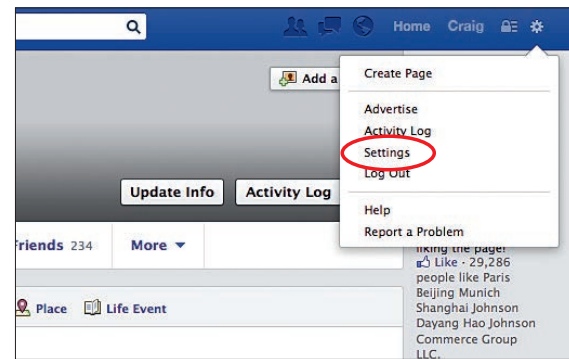 Home Craig
Add a
Create Page
Advertise
Activity Log
Settings
Log Out
Help
Report a Problem
Update Info Activity Log
Friends 234 More
liking the page!
Like · 29,286
people like Paris
Beijing Munich
Shanghai Johnson
Dayang Hao Johnson
Commerce Group
LLC.
Place Life Event